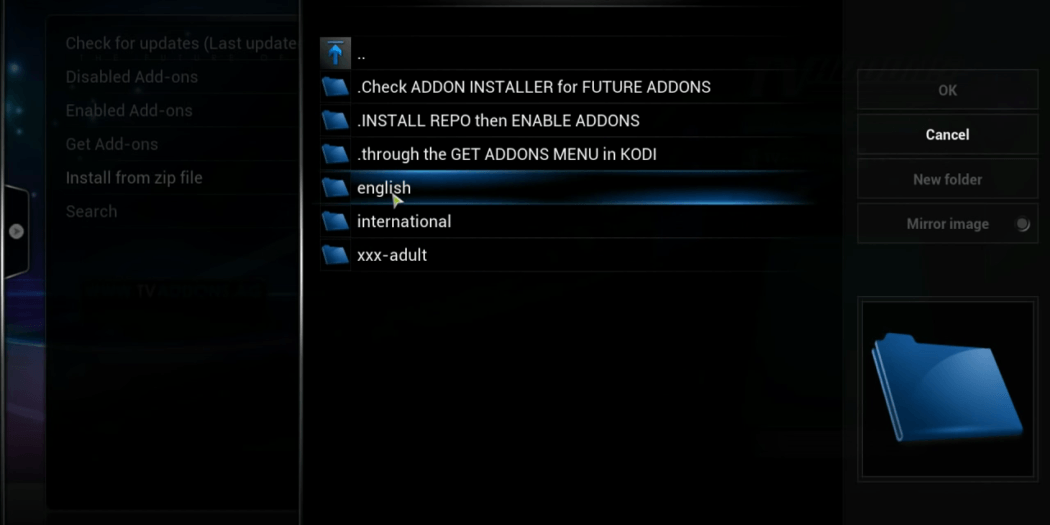 Check for updates (Last update
Disabled Add-ons
Enabled Add-ons
Get Add-ons
Install from zip file
Search
..
.Check ADDON INSTALLER for FUTURE ADDONS
.INSTALL REPO then ENABLE ADDONS
.through the GET ADDONS MENU in KODI
english
international
xxx-adult
OK
Cancel
New folder
Mirror image